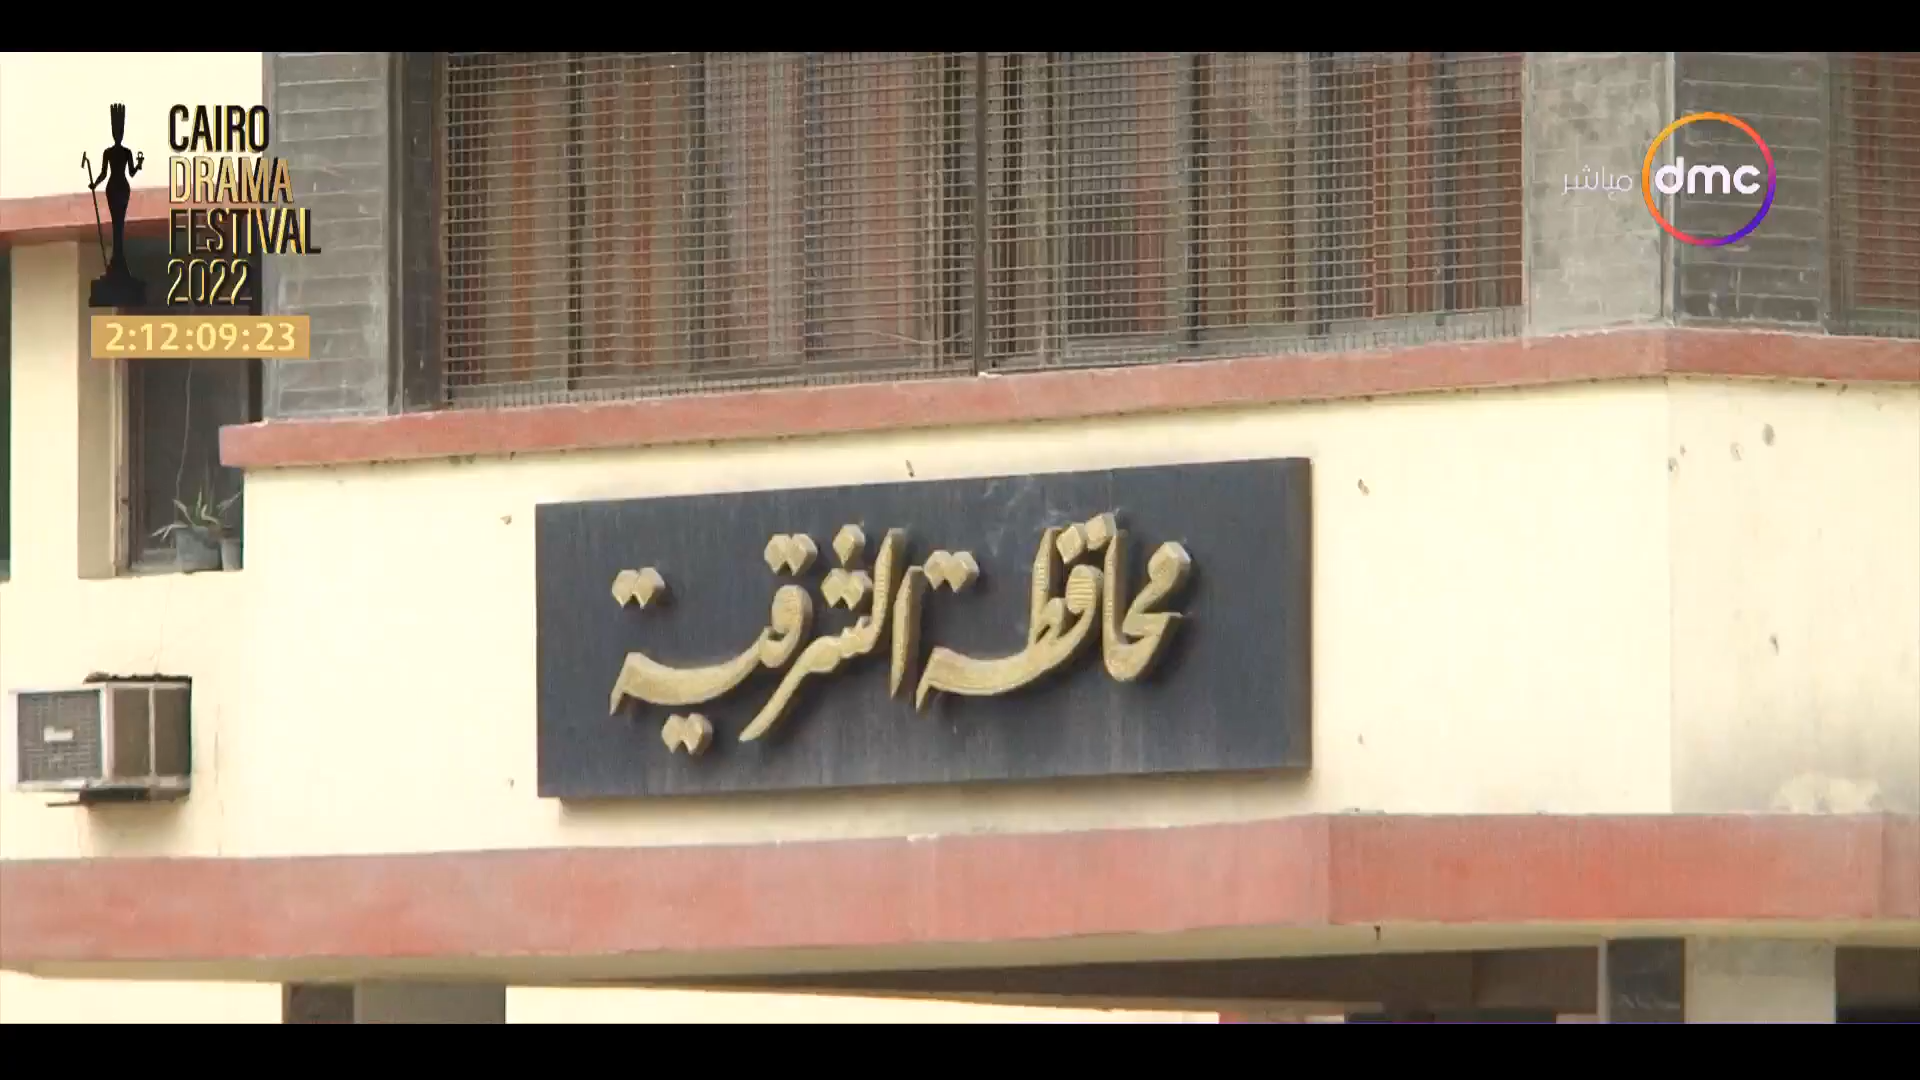 CAIRO
DRAMA
FESTIVAL
2022
2:12:09:23
مباشر dmc
محافظة الشرقية